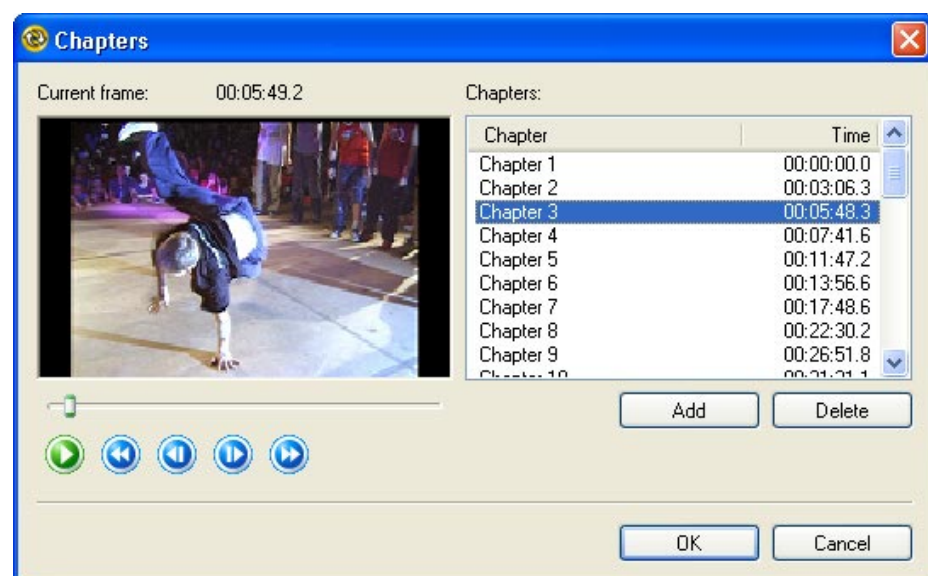 Chapters
Current frame: 00:05:49.2
Chapters:
Chapter Time
Chapter 1 00:00:00.0
Chapter 2 00:03:06.3
Chapter 3 00:05:48.3
Chapter 4 00:07:41.6
Chapter 5 00:11:47.2
Chapter 6 00:13:56.6
Chapter 7 00:17:48.6
Chapter 8 00:22:30.2
Chapter 9 00:26:51.8
Chapter 10
Add Delete
OK Cancel